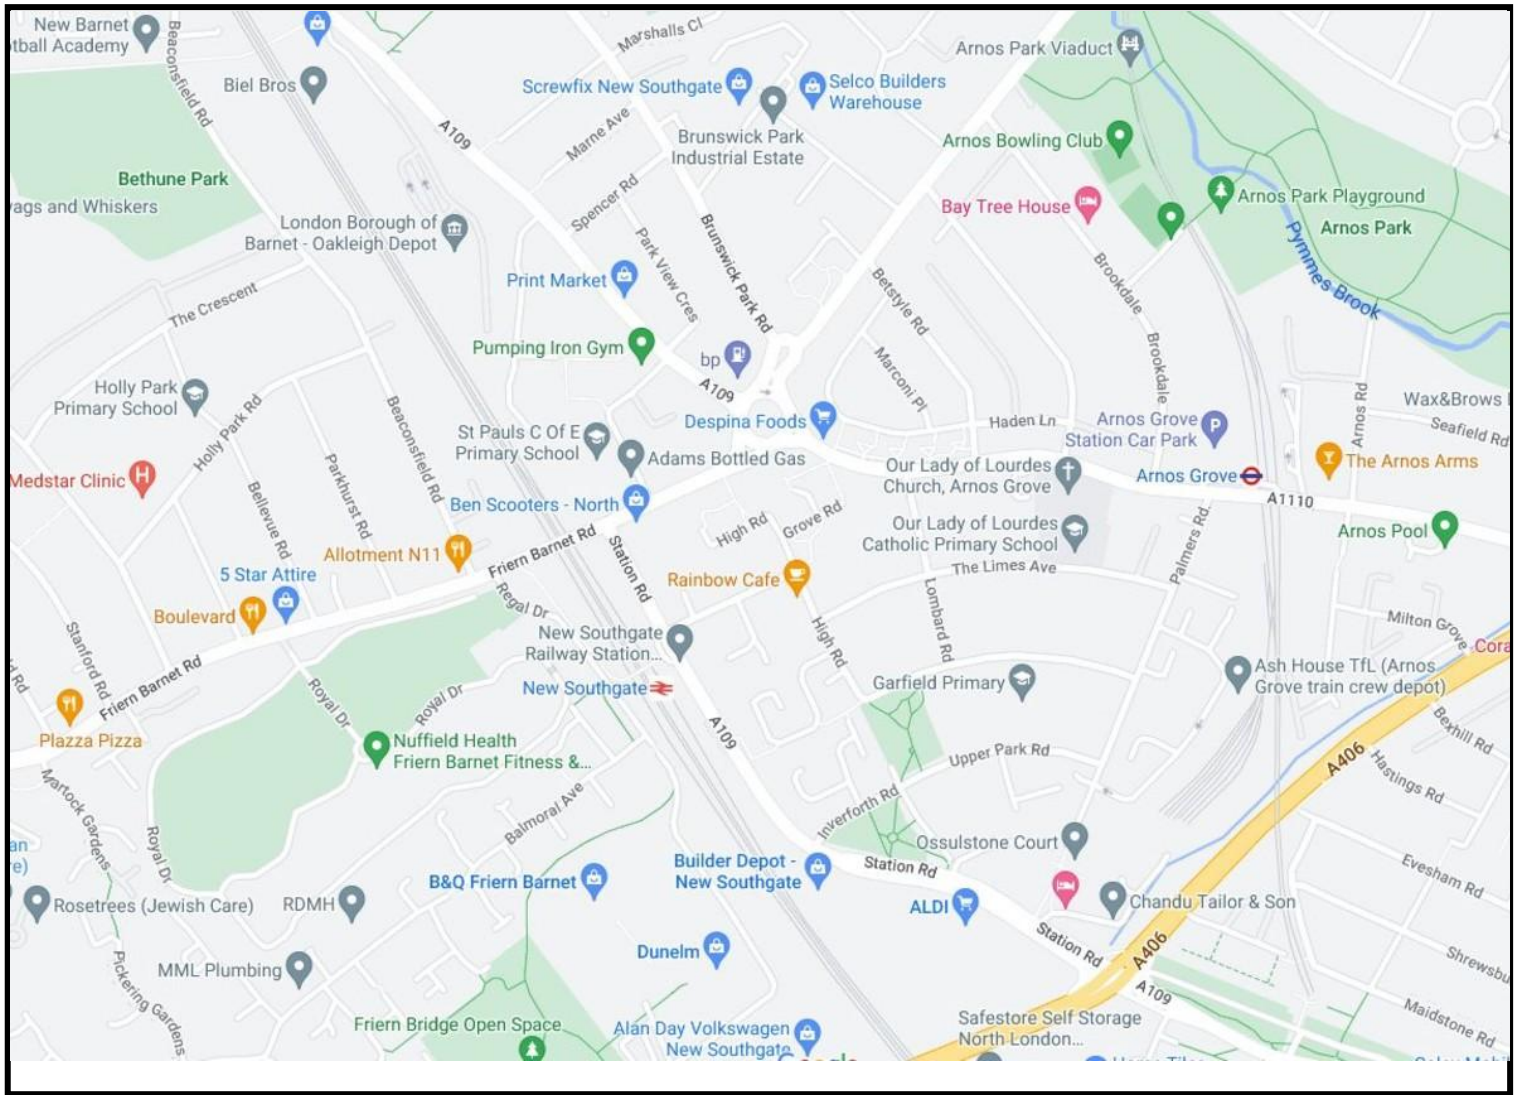 New Barnet
tball Academy
Beaconsfield Rd
Marshalls Cl
Arnos Park Viaduct
Biel Bros
A109
Screwfix New Southgate
Selco Builders
Warehouse
Marne Ave
Brunswick Park
Industrial Estate
Arnos Bowling Club
Bethune Park
Spencer Rd
Arnos Park Playground
ags and Whiskers
Bay Tree House
Arnos Park
London Borough of
Barnet - Oakleigh Depot
Park View Cres
Brunswick Park Rd
Pymmes Brook
Print Market
Betstyle Rd
Brookdale
The Crescent
Pumping Iron Gym
bp
Marconi Pl
Brookdale
A109
Holly Park
Primary School
Holly Park Rd
Beaconsfield Rd
Despina Foods
Haden Ln
Arnos Grove
Station Car Park
Arnos Rd
Wax&Brows
Seafield Rd
St Pauls C Of E
Primary School
Adams Bottled Gas
Our Lady of Lourdes
Church, Arnos Grove
Arnos Grove
The Arnos Arms
Medstar Clinic
Parkhurst Rd
Bellevue Rd
Ben Scooters - North
A1110
High Rd
Grove Rd
Our Lady of Lourdes
Catholic Primary School
Palmers Rd
Arnos Pool
Allotment N11
Friern Barnet Rd
Station Rd
5 Star Attire
Rainbow Cafe
The Limes Ave
Boulevard
Regal Dr
Lombard Rd
Milton Grove
Stanford Rd
New Southgate
Railway Station...
High Rd
Cora
Friern Barnet Rd
New Southgate
Garfield Primary
Ash House TfL (Arnos
Grove train crew depot)
d Rd
Royal Dr
Royal Dr
Plazza Pizza
Nuffield Health
Friern Barnet Fitness &...
A109
Upper Park Rd
A406
Bexhill Rd
Hastings Rd
Martock Gardens
Balmoral Ave
Inverforth Rd
Royal Dr
an
re)
Ossulstone Court
Station Rd
Builder Depot -
New Southgate
Evesham Rd
B&Q Friern Barnet
Rosetrees (Jewish Care)
RDMH
ALDI
Chandu Tailor & Son
Dunelm
Station Rd
A406
Shrewsbu
MML Plumbing
Pickering Gardens
A109
Friern Bridge Open Space
Alan Day Volkswagen
New Southgate
Safestore Self Storage
North London...
Maidstone Rd